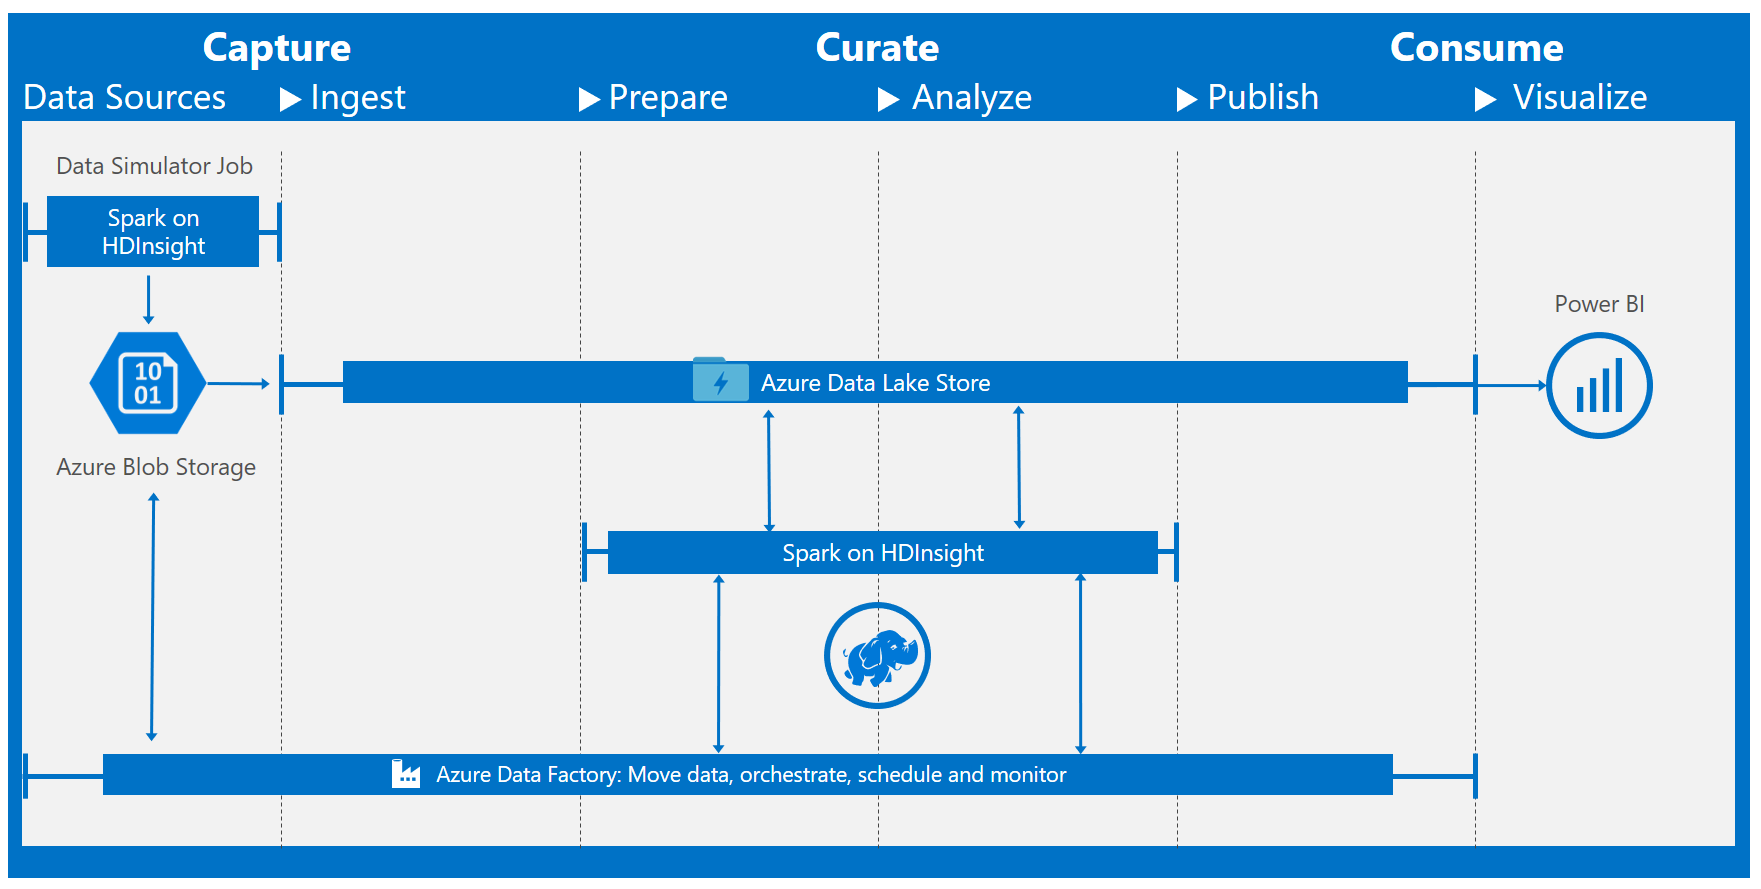 Capture
Curate
Consume
Data Sources
Ingest
Prepare
Analyze
Publish
Visualize
Data Simulator Job
Spark on
HDInsight
Power BI
10
01
Azure Data Lake Store
Azure Blob Storage
Spark on HDInsight
Azure Data Factory: Move data, orchestrate, schedule and monitor